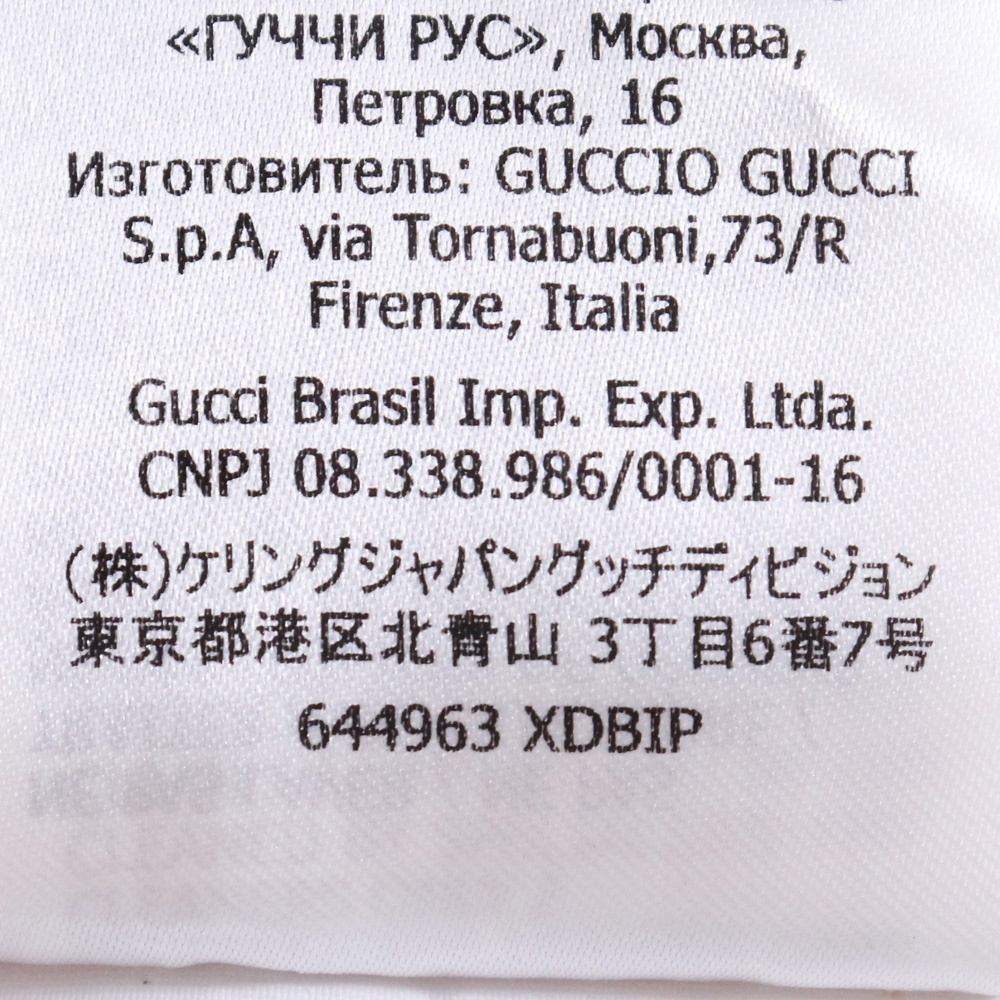 «ГУЧЧИ РУС», Москва,
Петровка, 16
Изготовитель: GUCCIO GUCCI
S.p.A, via Tornabuoni,73/R
Firenze, Italia
Gucci Brasil Imp. Exp. Ltda.
CNPJ 08.338.986/0001-16
(株)ケリングジャパングッチディビジョン
東京都港区北青山 3丁目6番7号
644963 XDBIP